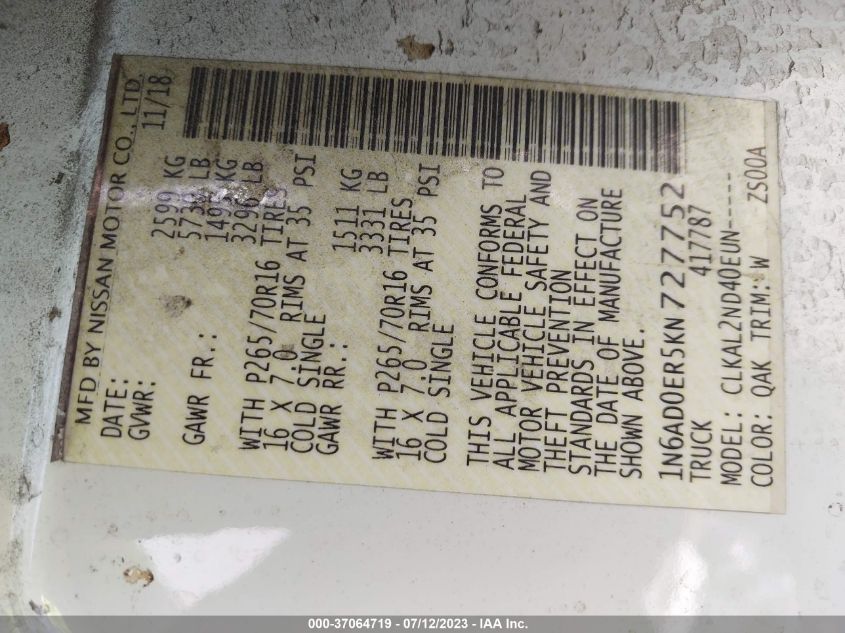 MFD BY NISSAN MOTOR CO., LTD.
DATE: 11/18
GVWR: 2599 KG
5730 LB
GAWR FR.: 1495 KG
3296 LB
WITH P265/70R16 TIRES
16 X 7.0 RIMS AT 35 PSI
COLD SINGLE
GAWR RR.: 1511 KG
3331 LB
WITH P265/70R16 TIRES
16 X 7.0 RIMS AT 35 PSI
COLD SINGLE
THIS VEHICLE CONFORMS TO
ALL APPLICABLE FEDERAL
MOTOR VEHICLE SAFETY AND
THEFT PREVENTION
STANDARDS IN EFFECT ON
THE DATE OF MANUFACTURE
SHOWN ABOVE.
1N6AD0ER5KN727752
TRUCK 417787
MODEL: CLKAL2ND40EUN-----
COLOR: QAK TRIM: W ZS00A
000-37064719 - 07/12/2023 - IAA Inc.